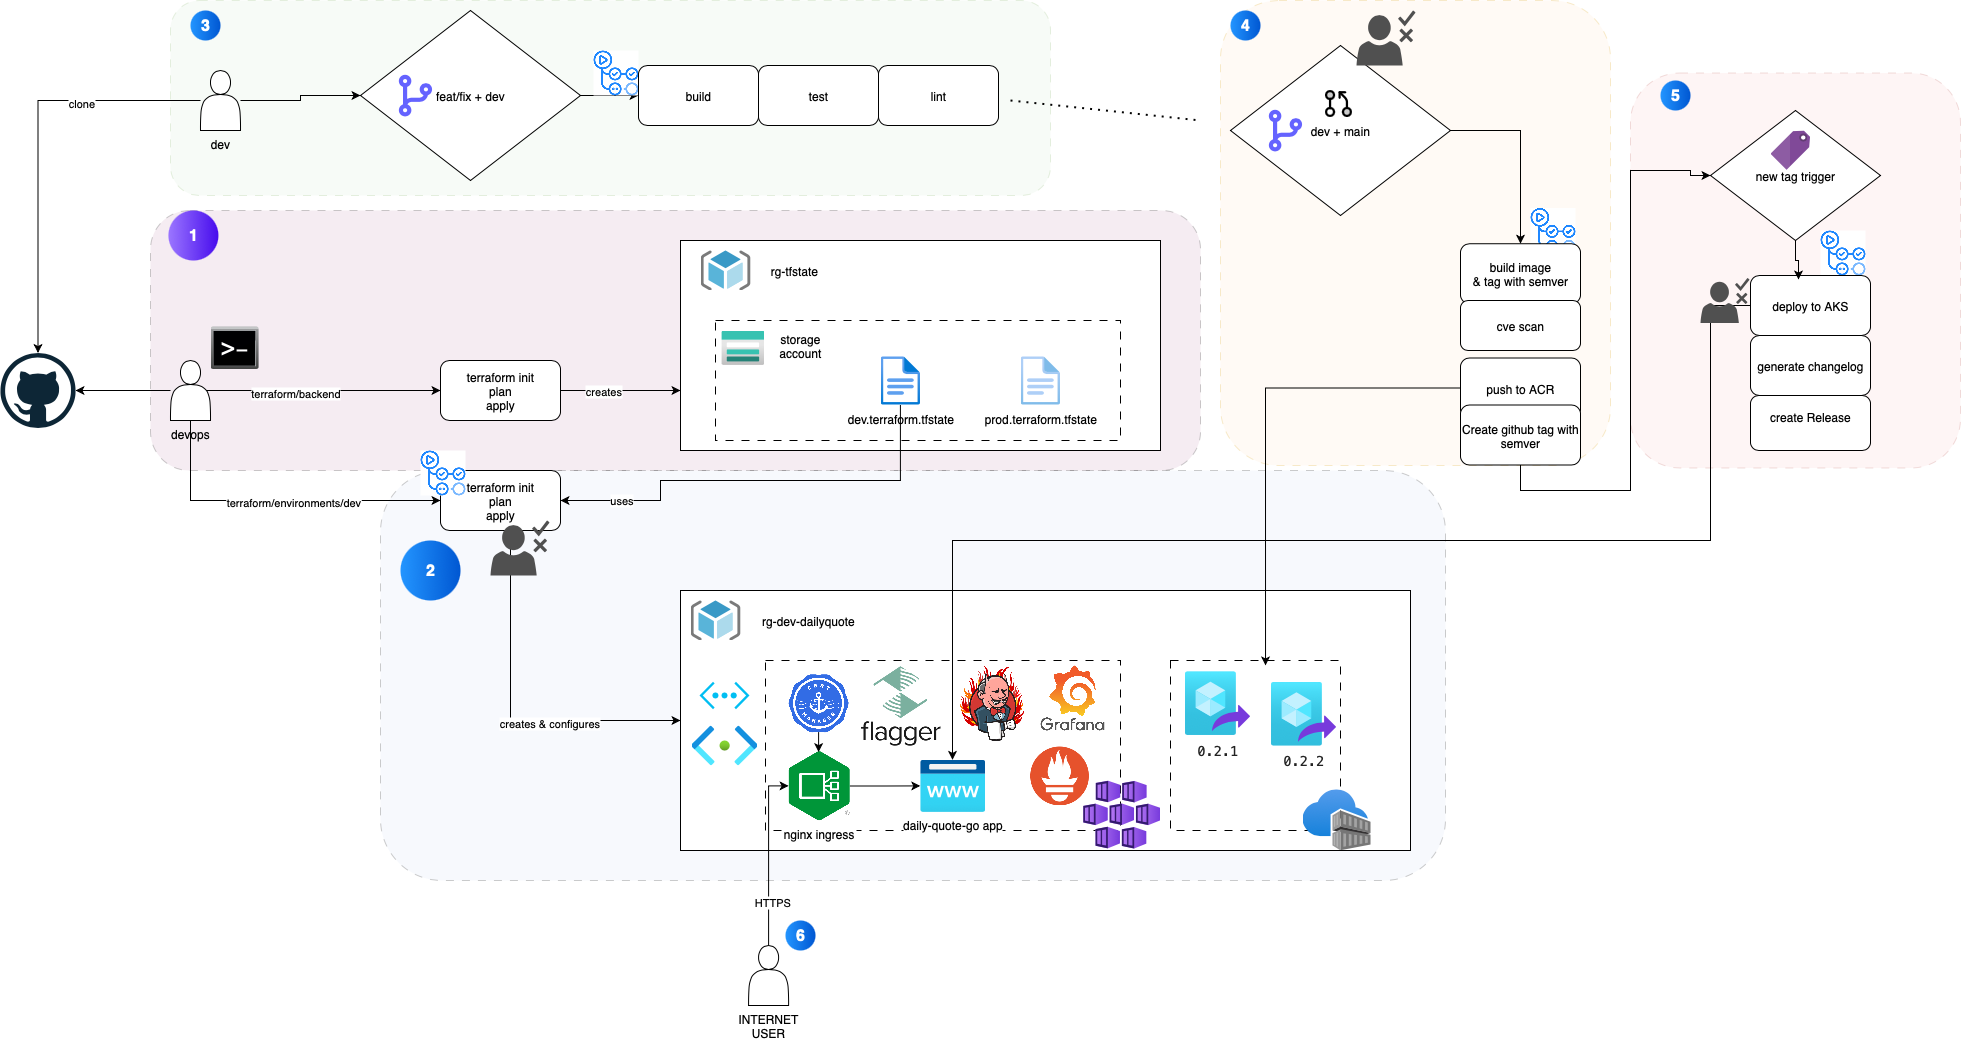 3
clone
dev
feat/fix + dev
build
test
lint
4
dev + main
build image
& tag with semver
cve scan
push to ACR
Create github tag with
semver
5
new tag trigger
deploy to AKS
generate changelog
create Release
1
>_
devops
terraform/backend
terraform init
plan
apply
creates
rg-tfstate
storage
account
dev.terraform.tfstate
prod.terraform.tfstate
terraform/environments/dev
terraform init
plan
apply
uses
2
creates & configures
rg-dev-dailyquote
CERT
MANAGER
flagger
Grafana
nginx ingress
www
daily-quote-go app
0.2.1
0.2.2
HTTPS
6
INTERNET
USER